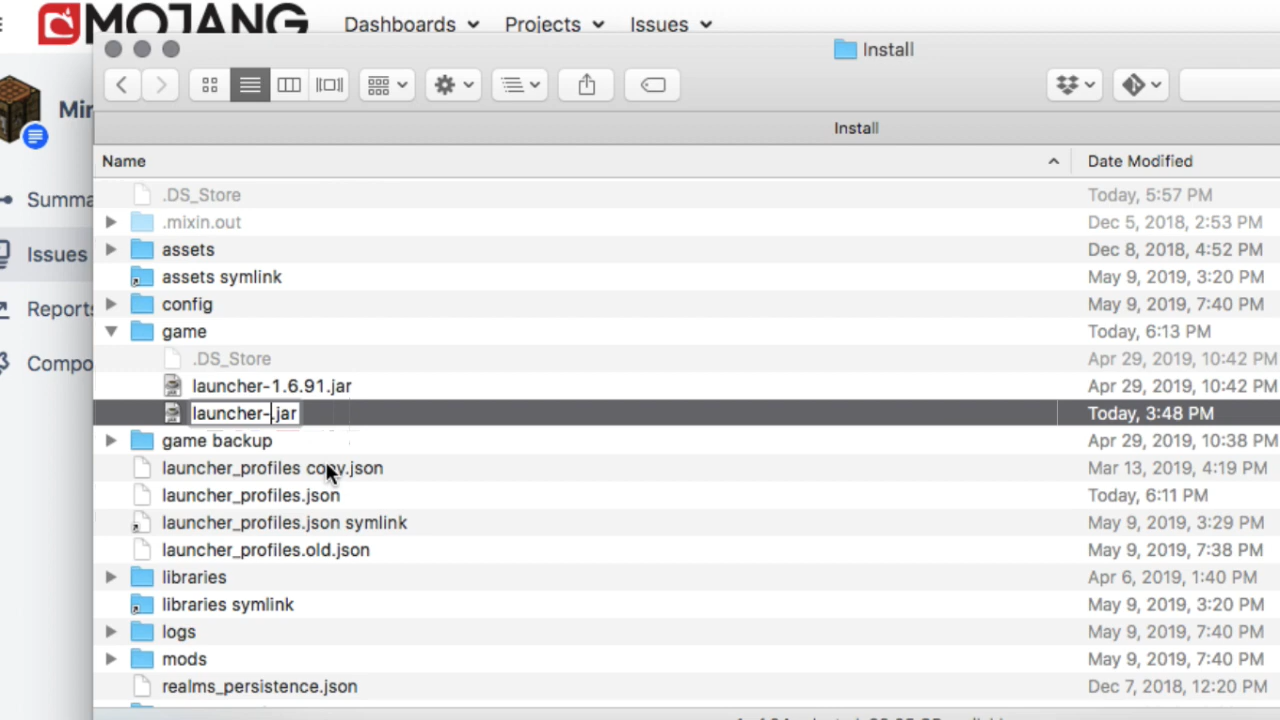 MOJANG Dashboards Projects Issues
Install
Install
Name Date Modified
.DS_Store Today, 5:57 PM
.mixin.out Dec 5, 2018, 2:53 PM
assets Dec 8, 2018, 4:52 PM
assets symlink May 9, 2019, 3:20 PM
config May 9, 2019, 7:40 PM
game Today, 6:13 PM
.DS_Store Apr 29, 2019, 10:42 PM
launcher-1.6.91.jar Apr 29, 2019, 10:42 PM
launcher-.jar Today, 3:48 PM
game backup Apr 29, 2019, 10:38 PM
launcher_profiles copy.json Mar 13, 2019, 4:19 PM
launcher_profiles.json Today, 6:11 PM
launcher_profiles.json symlink May 9, 2019, 3:29 PM
launcher_profiles.old.json May 9, 2019, 7:38 PM
libraries Apr 6, 2019, 1:40 PM
libraries symlink May 9, 2019, 3:20 PM
logs May 9, 2019, 7:40 PM
mods May 9, 2019, 7:40 PM
realms_persistence.json Dec 7, 2018, 12:20 PM
Min
Summa
Issues
Reports
Compo